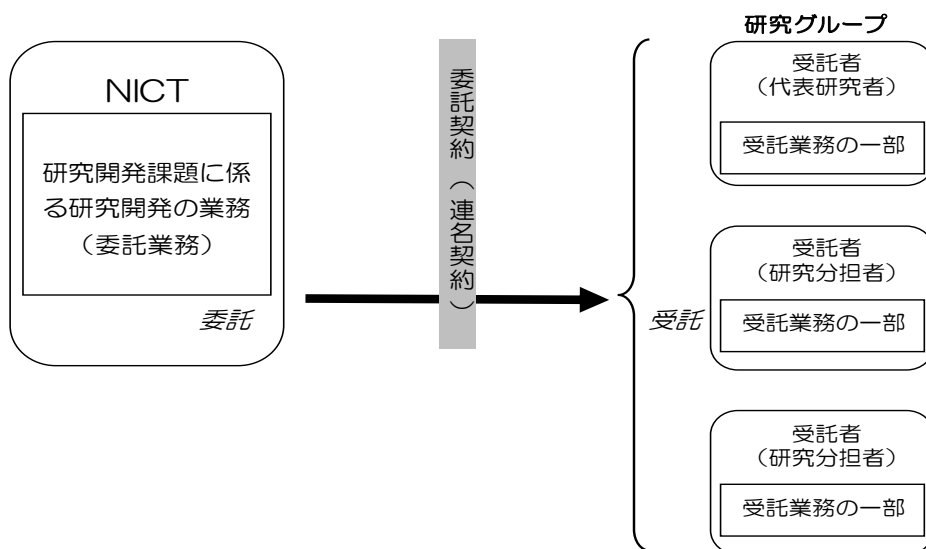 NICT
研究開発課題に係
る研究開発の業務
（委託業務）
委託
委託契約（連名契約）
受託
研究グループ
受託者
（代表研究者）
受託業務の一部
受託者
（研究分担者）
受託業務の一部
受託者
（研究分担者）
受託業務の一部